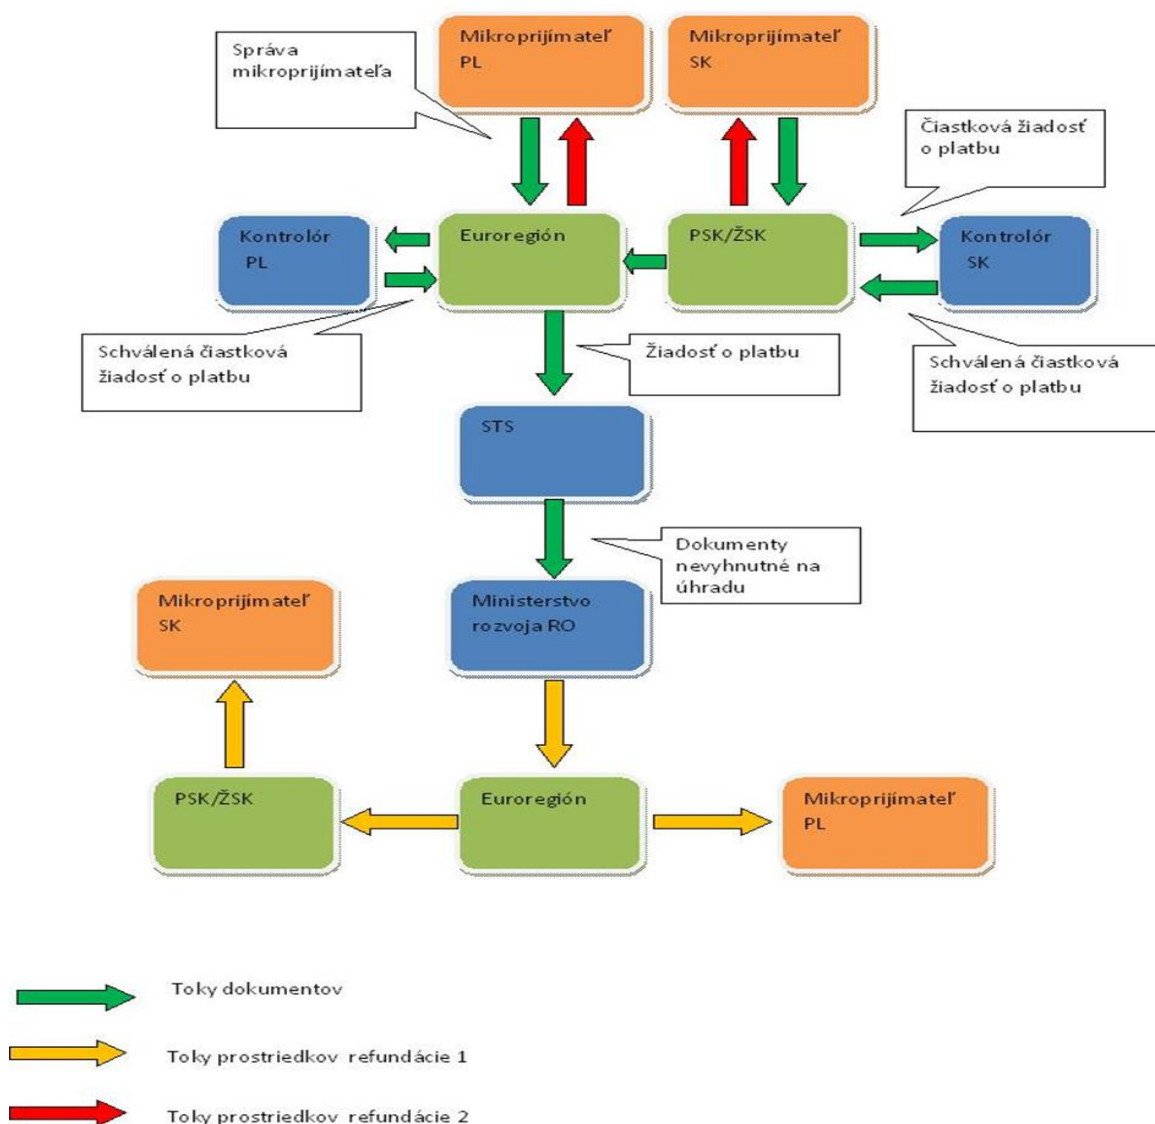 Správa
mikroprijímateľa
Mikroprijímateľ
PL
Mikroprijímateľ
SK
Čiastková žiadosť
o platbu
Kontrolór
PL
Euroregión
PSK/ŽSK
Kontrolór
SK
Schválená čiastková
žiadosť o platbu
Žiadosť o platbu
Schválená čiastková
žiadosť o platbu
STS
Dokumenty
nevyhnutné na
úhradu
Mikroprijímateľ
SK
Ministerstvo
rozvoja RO
PSK/ŽSK
Euroregión
Mikroprijímateľ
PL
Toky dokumentov
Toky prostriedkov refundácie 1
Toky prostriedkov refundácie 2